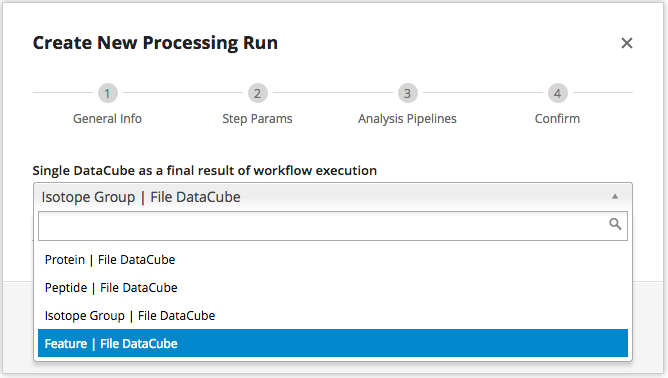 Create New Processing Run
1 2 3 4
General Info Step Params Analysis Pipelines Confirm
Single DataCube as a final result of workflow execution
Isotope Group | File DataCube
Protein | File DataCube
Peptide | File DataCube
Isotope Group | File DataCube
Feature | File DataCube